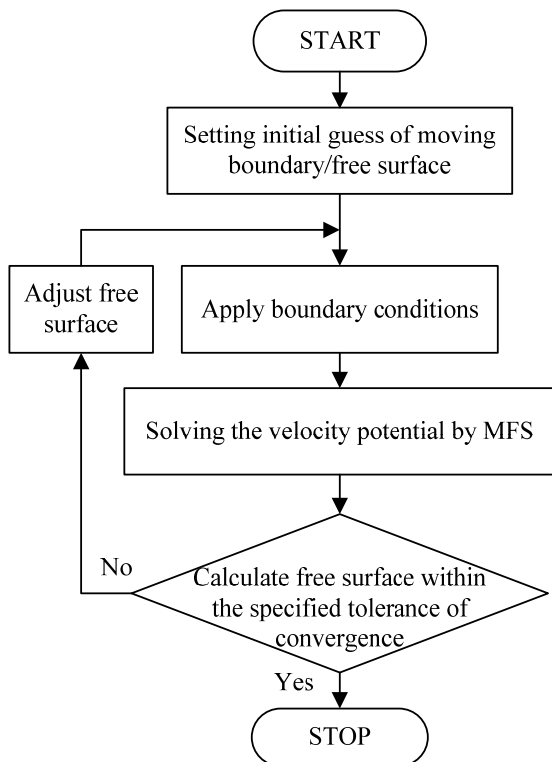 START
Setting initial guess of moving
boundary/free surface
Adjust free
surface
Apply boundary conditions
Solving the velocity potential by MFS
No
Calculate free surface within
the specified tolerance of
convergence
Yes
STOP